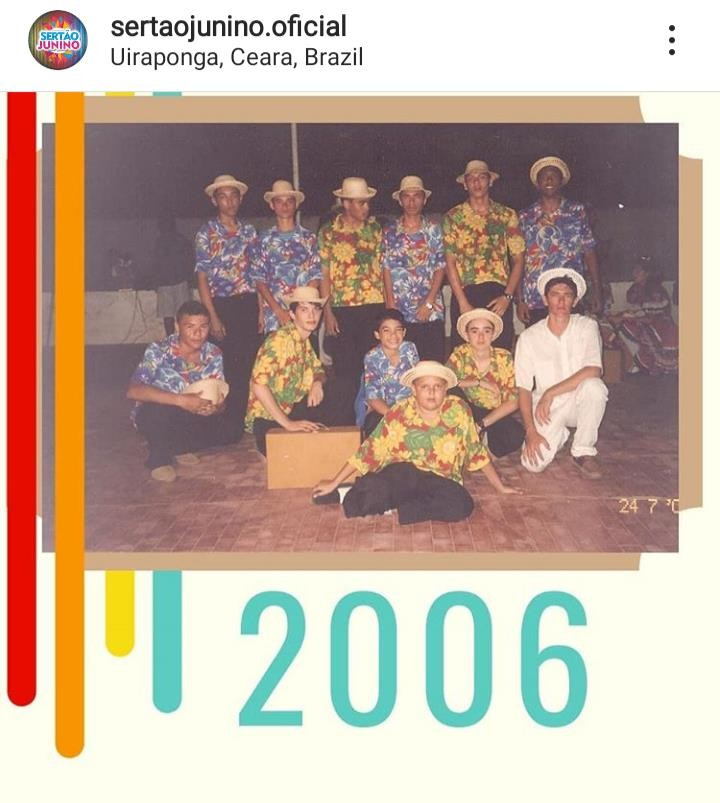 sertaojunino.oficial
SERTÃO
JUNINO
Uiraponga, Ceara, Brazil
24 7 '0
2006